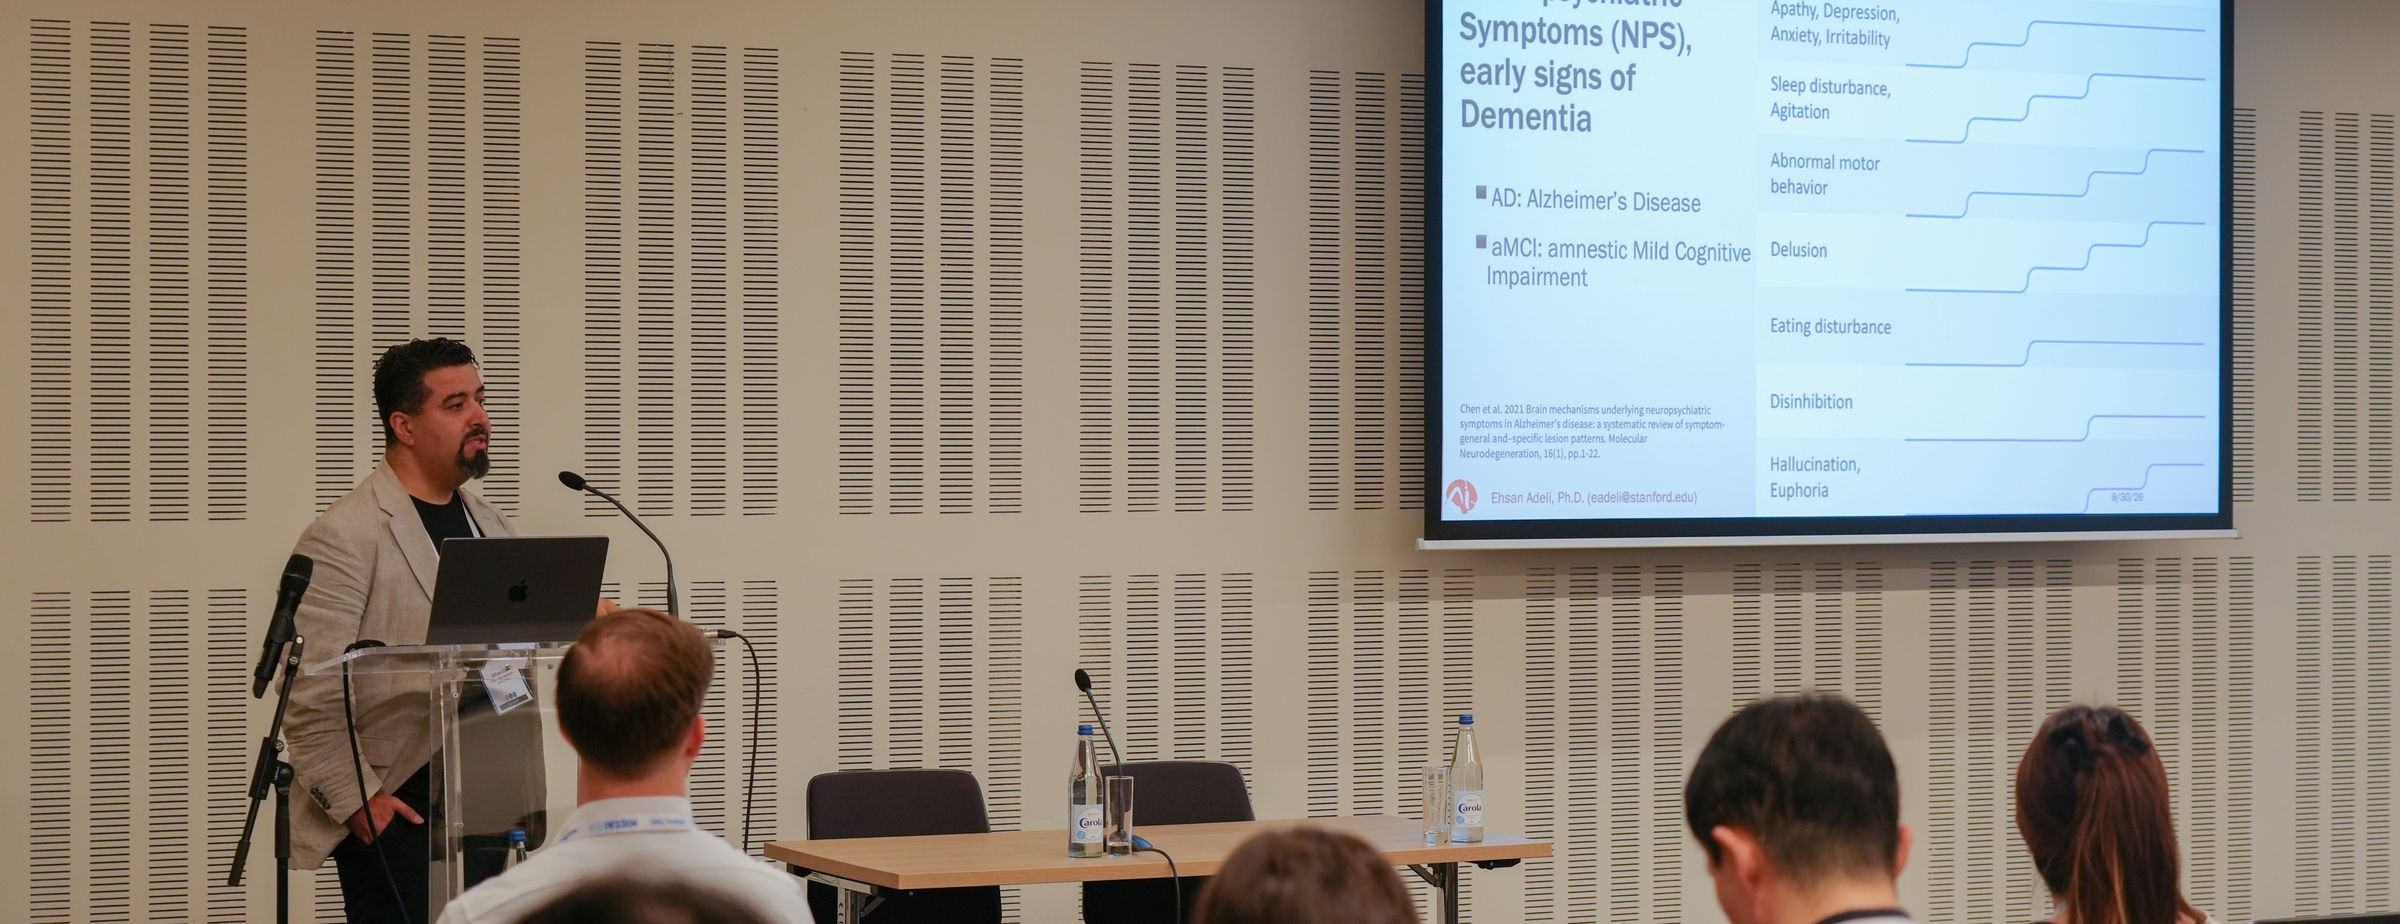 Symptoms (NPS),
early signs of
Dementia
AD: Alzheimer's Disease
aMCI: amnestic Mild Cognitive
Impairment
Chen et al. 2021 Brain mechanisms underlying neuropsychiatric
symptoms in Alzheimer's disease: a systematic review of symptom-
general and–specific lesion patterns. Molecular
Neurodegeneration, 16(1), pp.1-22.
Ehsan Adeli, Ph.D. (eadeli@stanford.edu)
Apathy, Depression,
Anxiety, Irritability
Sleep disturbance,
Agitation
Abnormal motor
behavior
Delusion
Eating disturbance
Disinhibition
Hallucination,
Euphoria
9/30/26
Carola
Carola
MICCAI